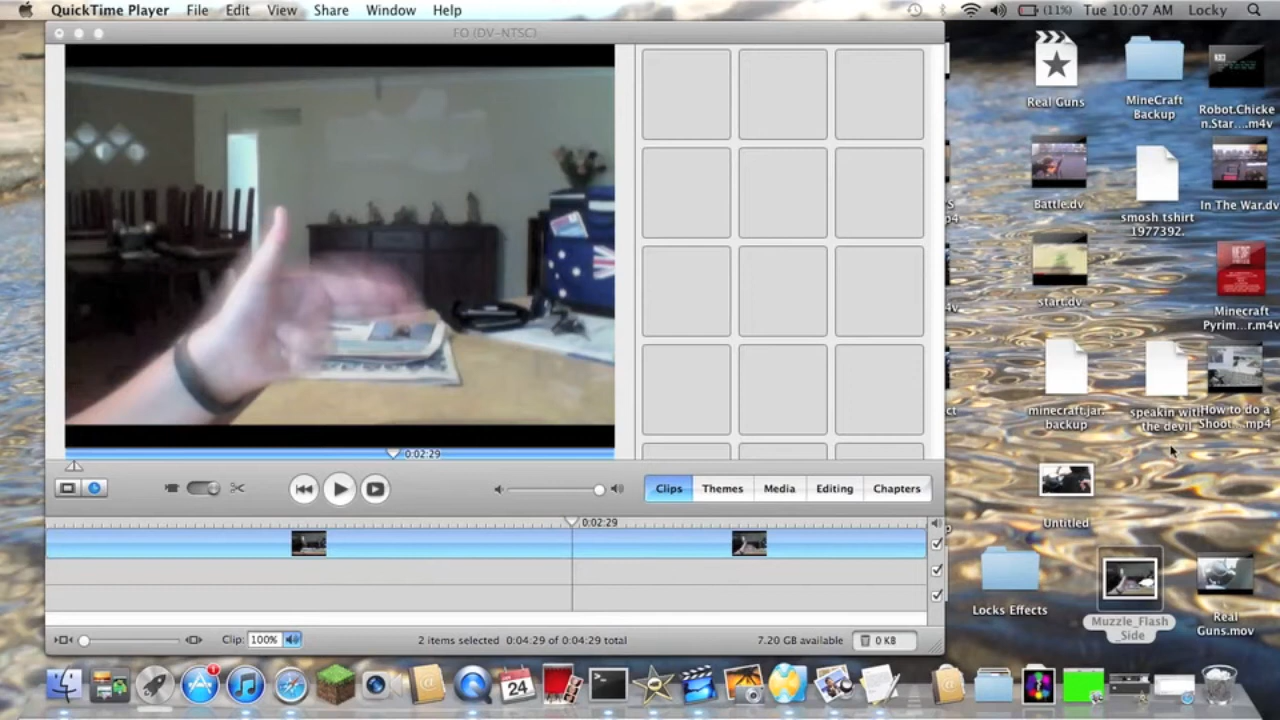 QuickTime Player File Edit View Share Window Help (11%) Tue 10:07 AM Locky
FO (DV-NTSC)
0:02:29
Clips Themes Media Editing Chapters
0:02:29
Clip: 100% 2 items selected 0:04:29 of 0:04:29 total 7.20 GB available 0 KB
Real Guns
MineCraft
Backup
Robot.Chicke
n.Star....m4v
Battle.dv
smosh tshirt
1977392.
In The War.dv
start.dv
Minecraft
Pyrim...r.m4v
minecraft.jar.
backup
speakin wit
the devil
How to do a
Shoot....mp4
Untitled
Locks Effects
Muzzle_Flash
_Side
Real
Guns.mov
24
1